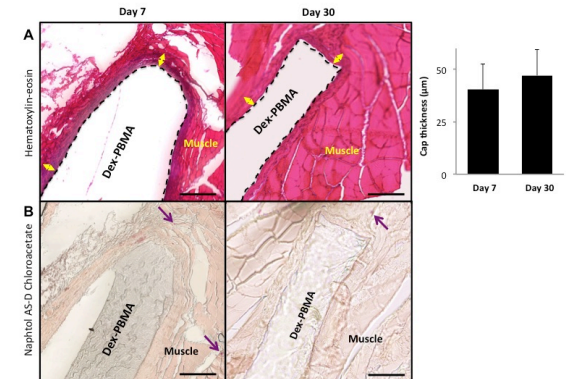 Day 7
Day 30
A
Hematoxylin-eosin
Dex-PBMA
Muscle
Dex-PBMA
Muscle
Cap thickness (μm)
50
25
0
Day 7
Day 30
B
Naphtol AS-D Chloroacetate
Dex-PBMA
Muscle
Dex-PBMA
Muscle